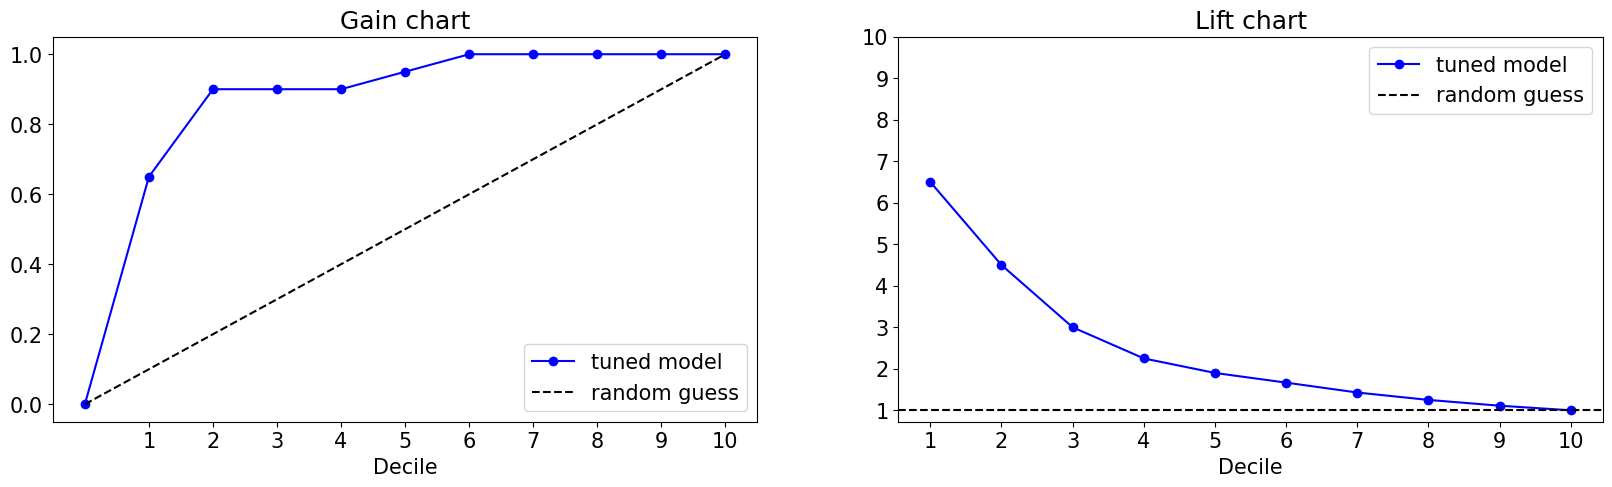 Gain chart
1.0
0.8
0.6
0.4
0.2
0.0
tuned model
random guess
1 2 3 4 5 6 7 8 9 10
Decile
Lift chart
10
9
8
7
6
5
4
3
2
1
tuned model
random guess
1 2 3 4 5 6 7 8 9 10
Decile